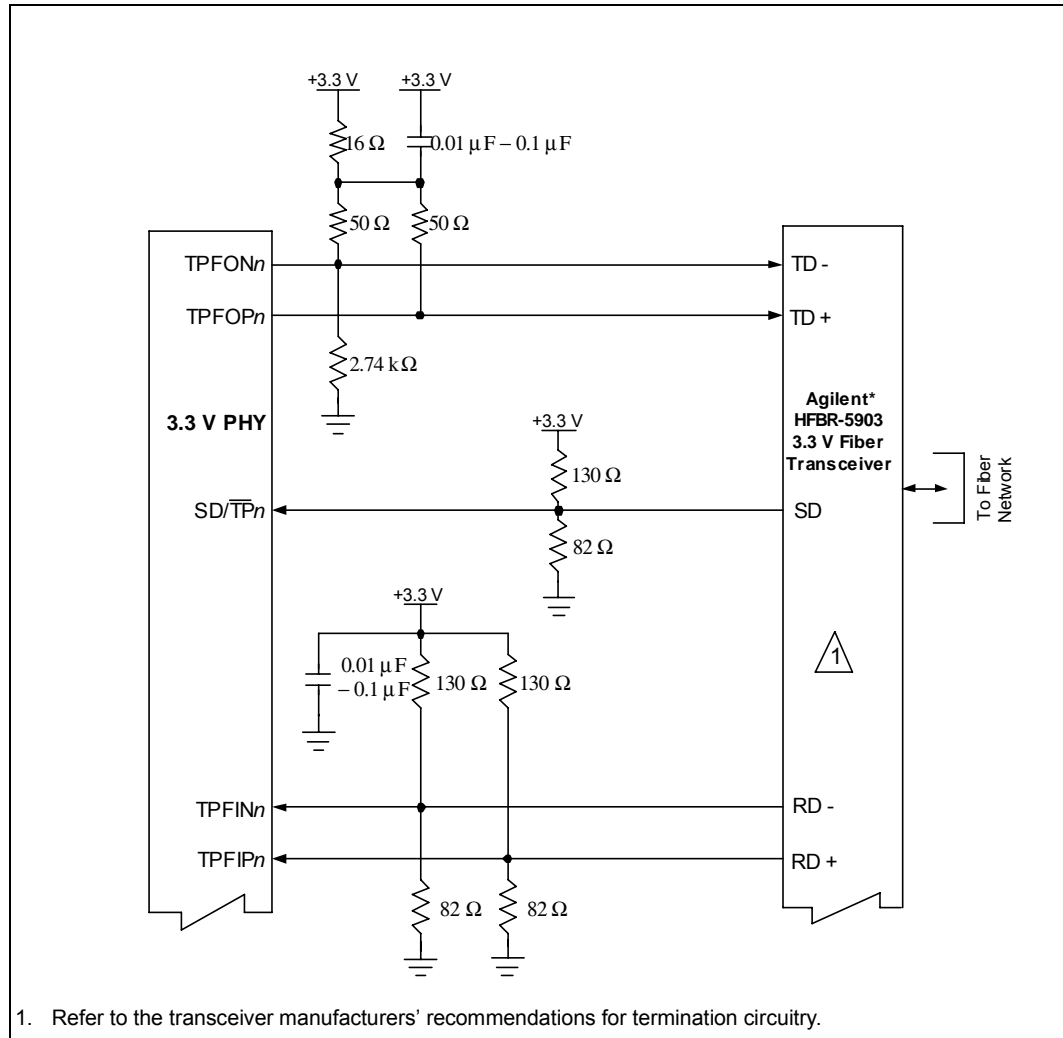 +3.3 V
+3.3 V
16 Ω
0.01 μF – 0.1 μF
50 Ω
50 Ω
TPFONn
TD -
TPFOPn
TD +
2.74 kΩ
3.3 V PHY
Agilent*
HFBR-5903
3.3 V Fiber
Transceiver
+3.3 V
130 Ω
To Fiber
Network
SD/T̅P̅n
SD
82 Ω
+3.3 V
0.01 μF
– 0.1 μF
130 Ω
130 Ω
1
TPFINn
RD -
TPFIPn
RD +
82 Ω
82 Ω
1. Refer to the transceiver manufacturers’ recommendations for termination circuitry.